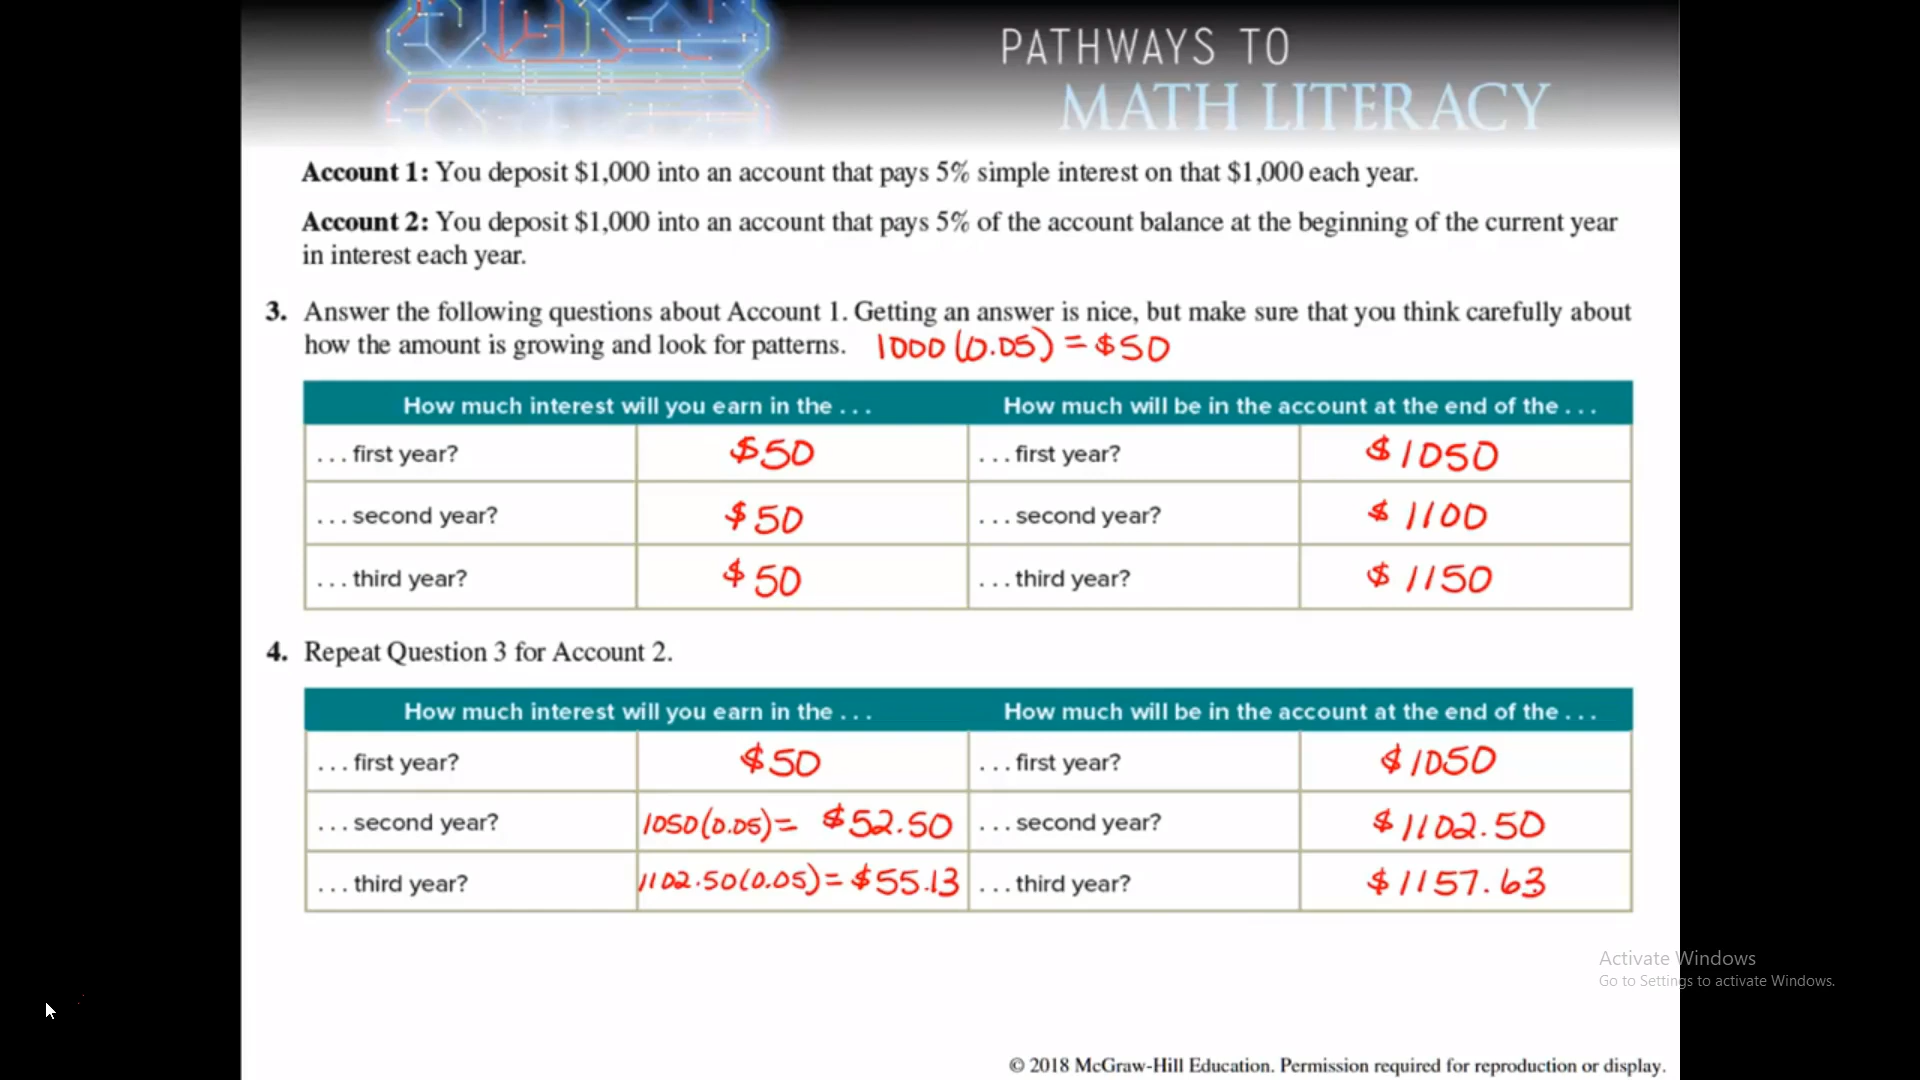 PATHWAYS TO
MATH LITERACY
Account 1: You deposit $1,000 into an account that pays 5% simple interest on that $1,000 each year.
Account 2: You deposit $1,000 into an account that pays 5% of the account balance at the beginning of the current year
in interest each year.
3. Answer the following questions about Account 1. Getting an answer is nice, but make sure that you think carefully about
how the amount is growing and look for patterns. 1000(0.05) = $50
How much interest will you earn in the . . . How much will be in the account at the end of the . . .
. . . first year? $50 . . . first year? $1050
. . . second year? $50 . . . second year? $1100
. . . third year? $50 . . . third year? $1150
4. Repeat Question 3 for Account 2.
How much interest will you earn in the . . . How much will be in the account at the end of the . . .
. . . first year? $50 . . . first year? $1050
. . . second year? 1050(0.05)= $52.50 . . . second year? $1102.50
. . . third year? 1102.50(0.05)= $55.13 . . . third year? $1157.63
Activate Windows
Go to Settings to activate Windows.
© 2018 McGraw-Hill Education. Permission required for reproduction or display.